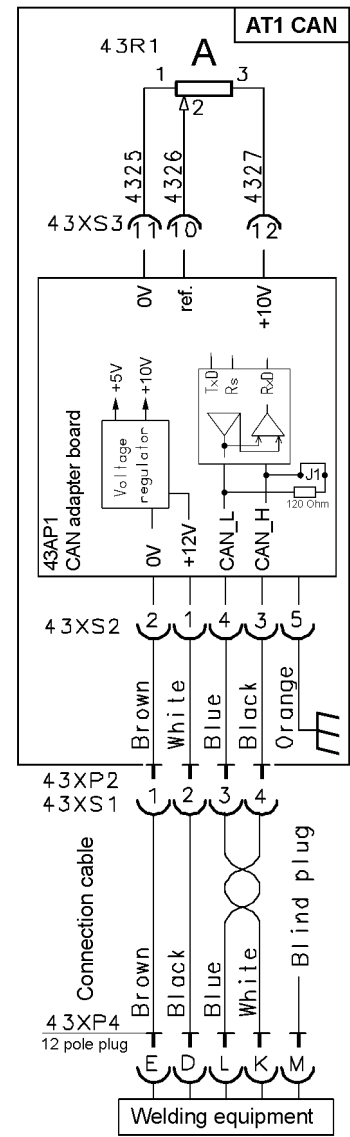 AT1 CAN
43R1 A
1 3
2
4325 4326 4327
43XS3 11 10 12
0V ref. +10V
TxD Rs RxD
+5V +10V
Voltage regulator
J1
120 Ohm
0V +12V CAN_L CAN_H
43AP1
CAN adapter board
43XS2 2 1 4 3 5
Brown White Blue Black Orange
43XP2
43XS1 1 2 3 4
Connection cable
Brown Black Blue White Blind plug
43XP4
12 pole plug
E D L K M
Welding equipment